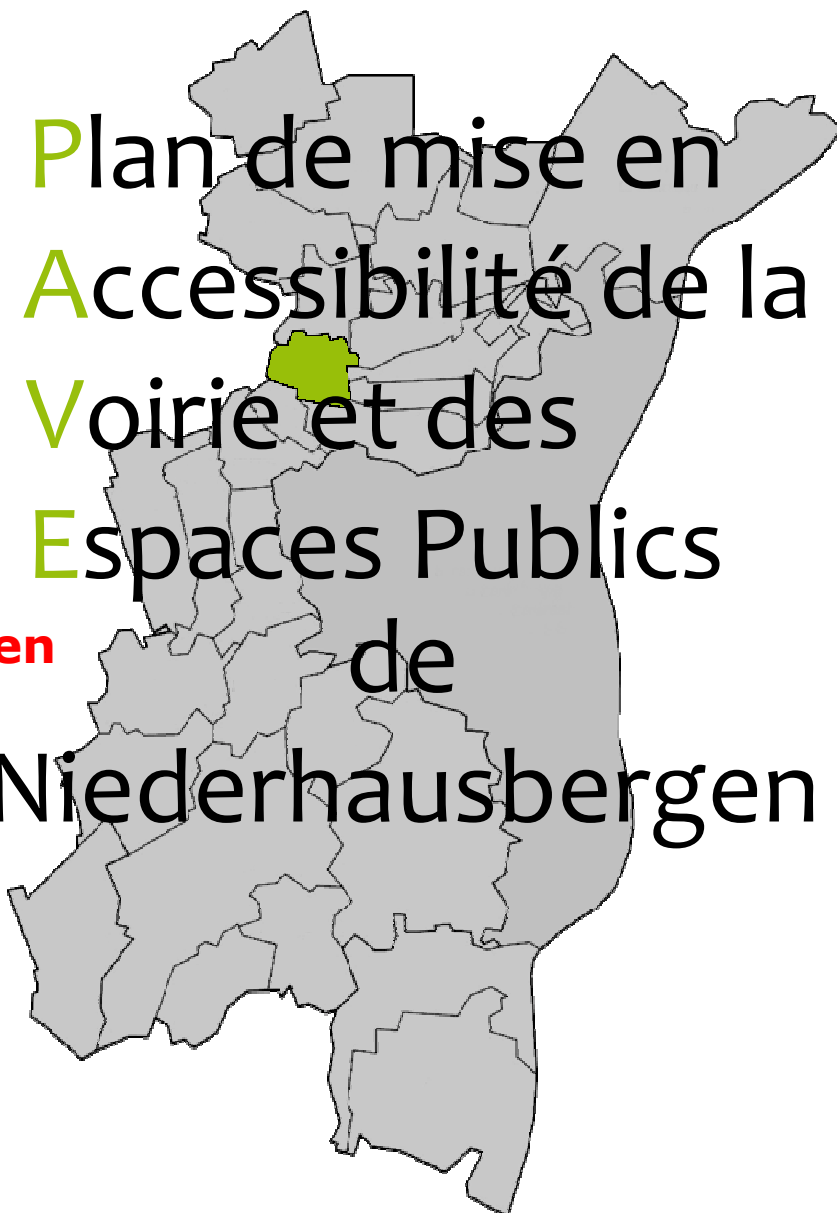 Plan de mise en
Accessibilité de la
Voirie et des
Espaces Publics
en
de
Niederhausbergen